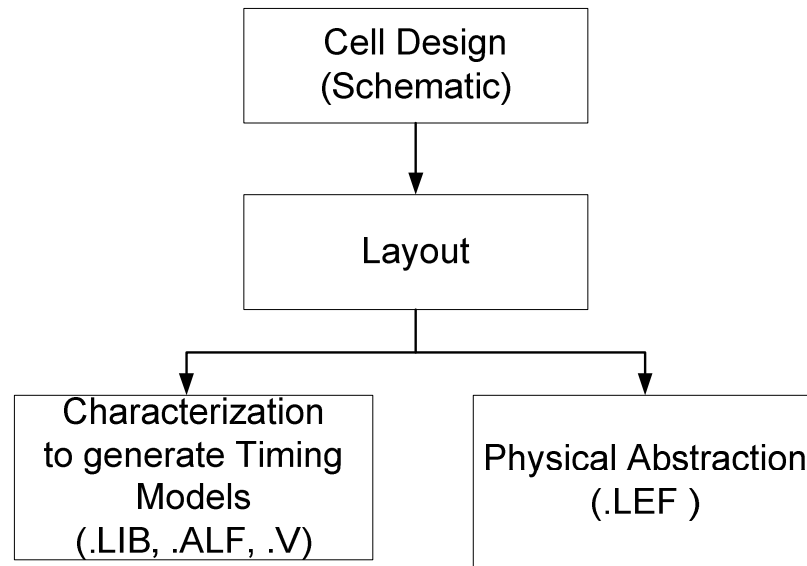 Cell Design
(Schematic)
Layout
Characterization
to generate Timing
Models
(.LIB, .ALF, .V)
Physical Abstraction
(.LEF )